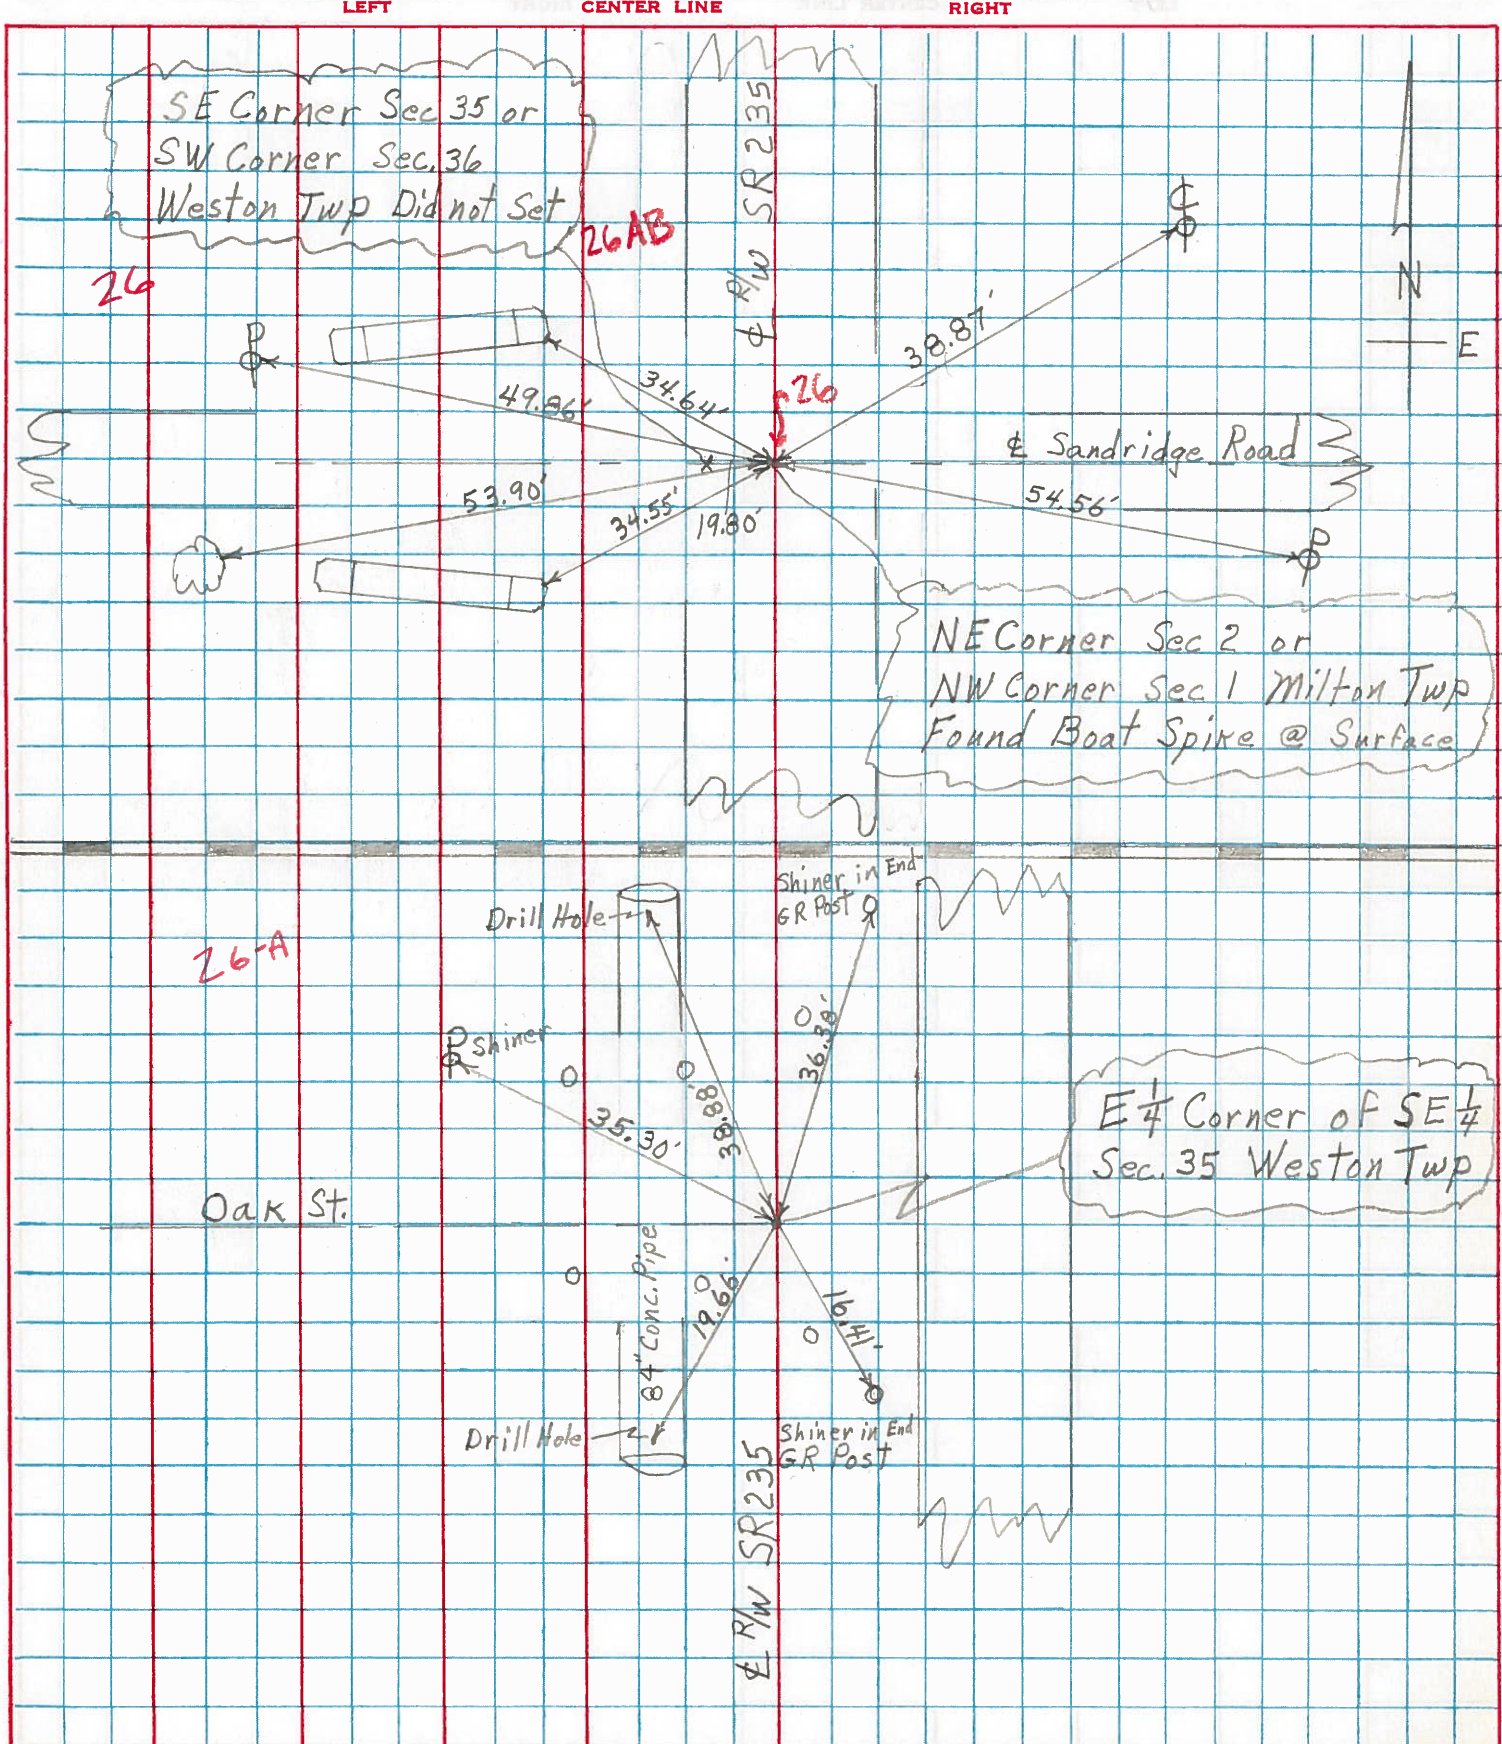 LEFT CENTER LINE RIGHT
SE Corner Sec 35 or
SW Corner Sec. 36
Weston Twp Did not Set
26AB
26
℄ R/W SR 235
℄
N
E
P
38.87'
34.64'
49.86'
26
℄ Sandridge Road
53.90'
34.55'
19.80'
54.56'
P
NE Corner Sec 2 or
NW Corner Sec 1 Milton Twp
Found Boat Spike @ Surface
26-A
Drill Hole
Shiner in End
GR Post
P Shiner
36.38'
38.88'
35.30'
E 1/4 Corner of SE 1/4
Sec. 35 Weston Twp
Oak St.
84" Conc. Pipe
19.66'
16.41'
Drill Hole
Shiner in End
GR Post
℄ R/W SR 235